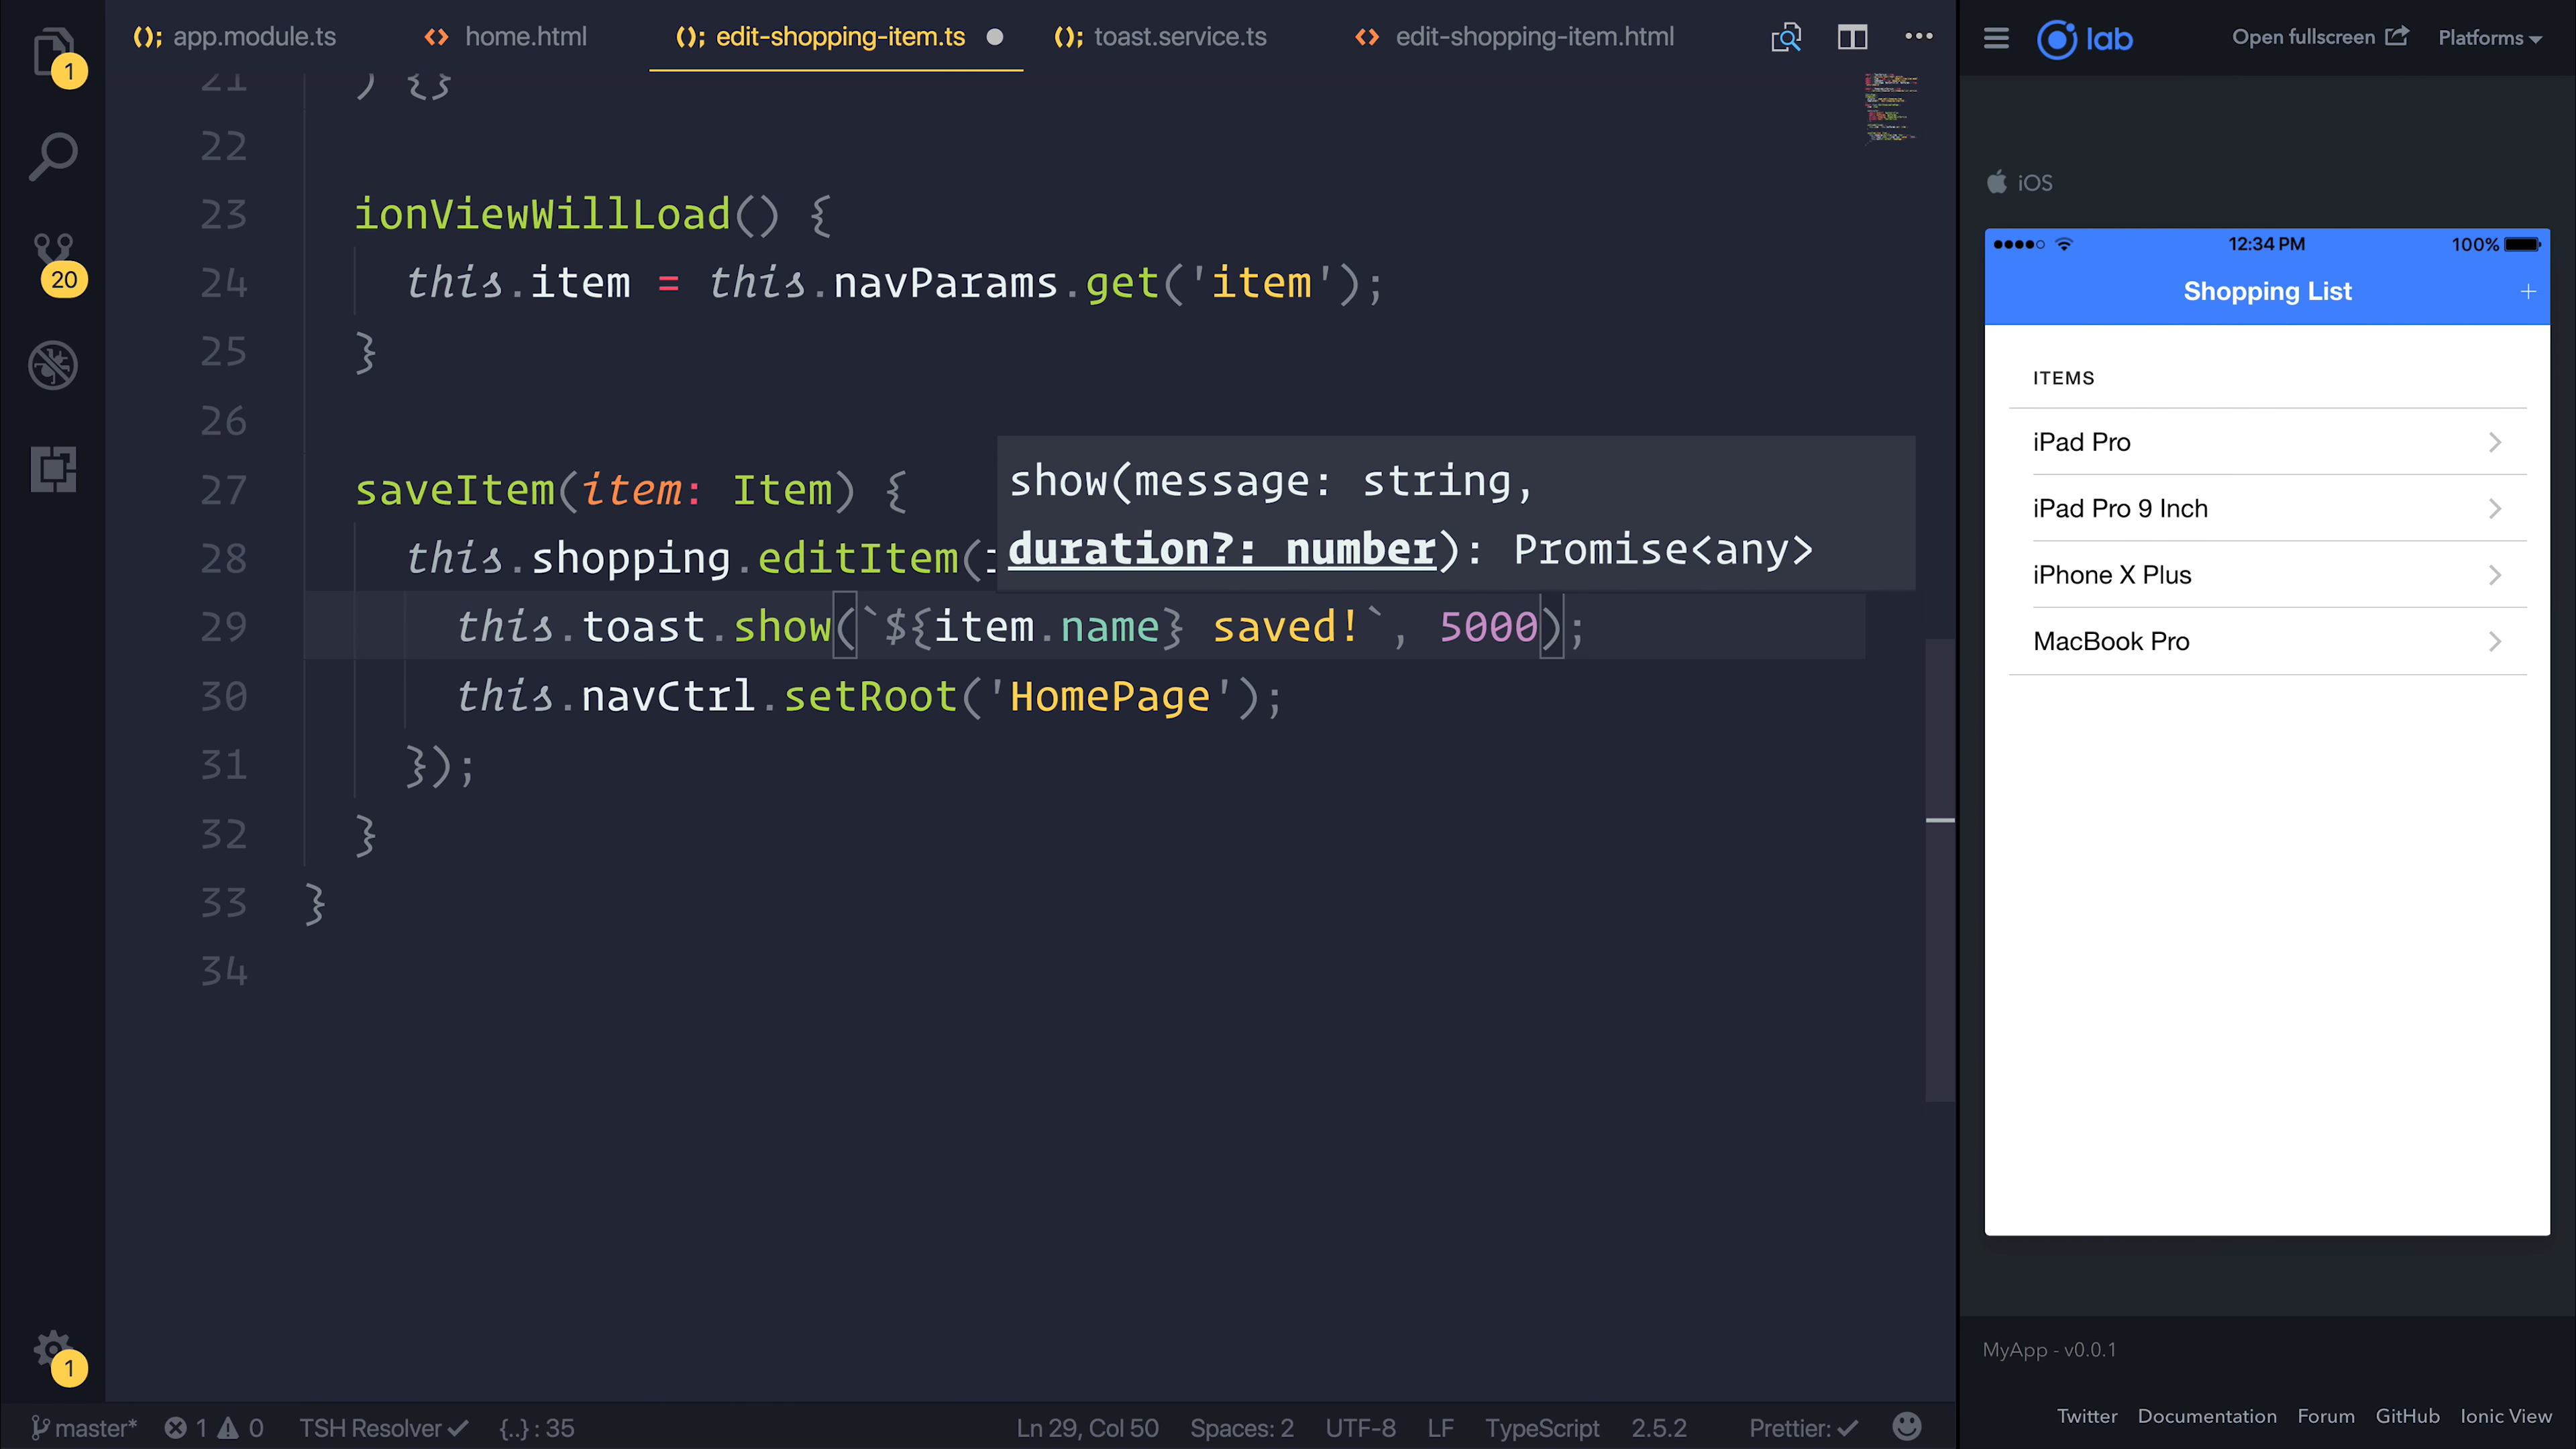 (); app.module.ts
<> home.html
(); edit-shopping-item.ts
(); toast.service.ts
<> edit-shopping-item.html
1
20
1
21 ) {}
22
23 ionViewWillLoad() {
24 this.item = this.navParams.get('item');
25 }
26
27 saveItem(item: Item) {
28 this.shopping.editItem(
29 this.toast.show(`${item.name} saved!`, 5000);
30 this.navCtrl.setRoot('HomePage');
31 });
32 }
33 }
34
show(message: string,
duration?: number): Promise<any>
master* 1 0 TSH Resolver {..} : 35 Ln 29, Col 50 Spaces: 2 UTF-8 LF TypeScript 2.5.2 Prettier:
lab Open fullscreen Platforms
iOS
12:34 PM 100%
Shopping List +
ITEMS
iPad Pro
iPad Pro 9 Inch
iPhone X Plus
MacBook Pro
MyApp - v0.0.1
Twitter Documentation Forum GitHub Ionic View